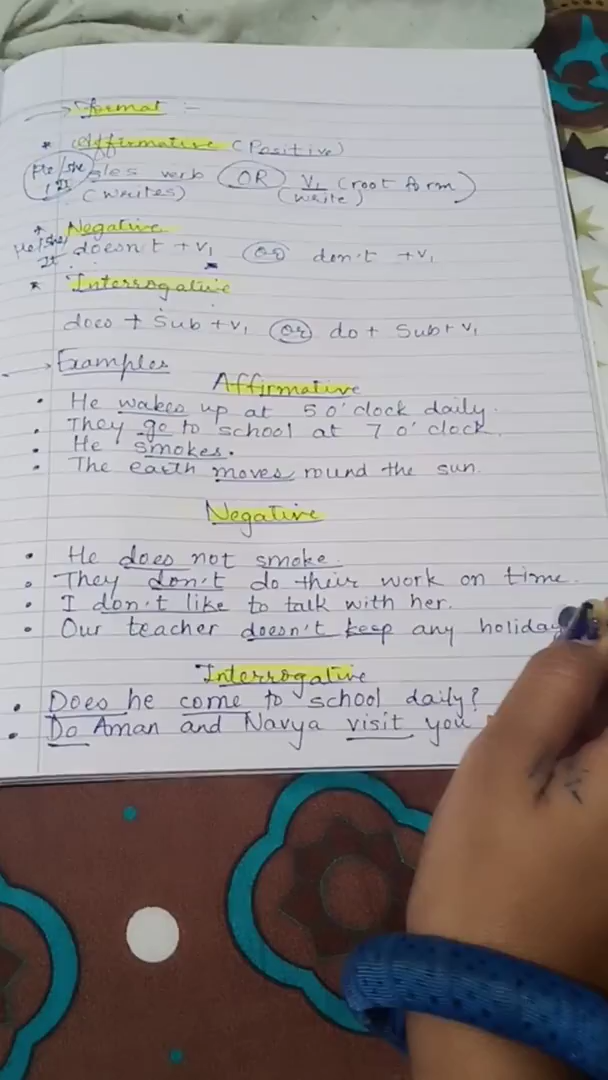 → Format :-
* Affirmative (Positive)
He/she/It s/es verb OR V1 (root form)
(writes) (write)
* Negative
He/she/It doesn't + V1 OR don't + V1
* Interrogative
does + Sub + V1 OR do + Sub + V1
→ Examples
Affirmative
• He wakes up at 5 o'clock daily.
• They go to school at 7 o'clock.
• He smokes.
• The earth moves round the sun.
Negative
• He does not smoke.
• They don't do their work on time.
• I don't like to talk with her.
• Our teacher doesn't keep any holiday
Interrogative
• Does he come to school daily?
• Do Aman and Navya visit you